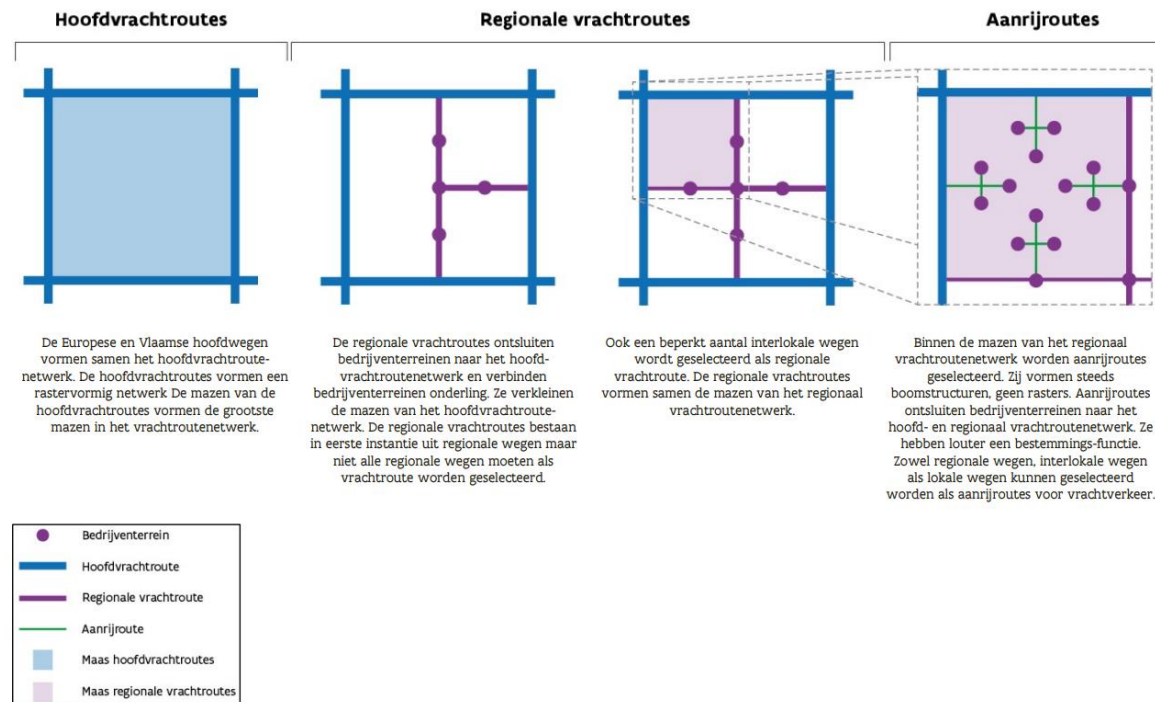 Hoofdvrachtroutes
Regionale vrachtroutes
Aanrijroutes
De Europese en Vlaamse hoofdwegen
vormen samen het hoofdvrachtroute-
netwerk. De hoofdvrachtroutes vormen een
rastervormig netwerk De mazen van de
hoofdvrachtroutes vormen de grootste
mazen in het vrachtroutenetwerk.
De regionale vrachtroutes ontsluiten
bedrijventerreinen naar het hoofd-
vrachtroutenetwerk en verbinden
bedrijventerreinen onderling. Ze verkleinen
de mazen van het hoofdvrachtroute-
netwerk. De regionale vrachtroutes bestaan
in eerste instantie uit regionale wegen maar
niet alle regionale wegen moeten als
vrachtroute worden geselecteerd.
Ook een beperkt aantal interlokale wegen
wordt geselecteerd als regionale
vrachtroute. De regionale vrachtroutes
vormen samen de mazen van het regionaal
vrachtroutenetwerk.
Binnen de mazen van het regionaal
vrachtroutenetwerk worden aanrijroutes
geselecteerd. Zij vormen steeds
boomstructuren, geen rasters. Aanrijroutes
ontsluiten bedrijventerreinen naar het
hoofd- en regionaal vrachtroutenetwerk. Ze
hebben louter een bestemmings-functie.
Zowel regionale wegen, interlokale wegen
als lokale wegen kunnen geselecteerd
worden als aanrijroutes voor vrachtverkeer.
Bedrijventerrein
Hoofdvrachtroute
Regionale vrachtroute
Aanrijroute
Maas hoofdvrachtroutes
Maas regionale vrachtroutes